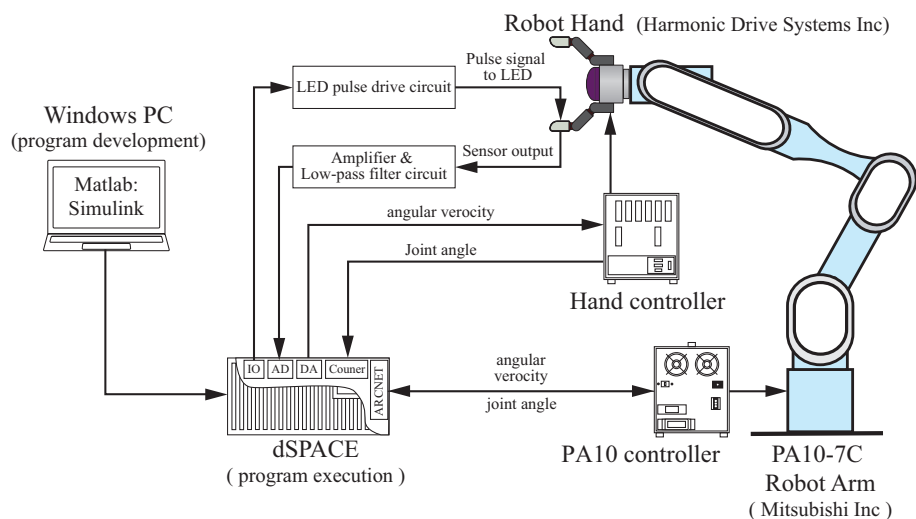 Robot Hand (Harmonic Drive Systems Inc)
Pulse signal
to LED
LED pulse drive circuit
Windows PC
(program development)
Matlab:
Simulink
Amplifier &
Low-pass filter circuit
Sensor output
angular verocity
Joint angle
Hand controller
IO
AD
DA
Couner
ARCNET
angular
verocity
joint angle
dSPACE
( program execution )
PA10 controller
PA10-7C
Robot Arm
( Mitsubishi Inc )